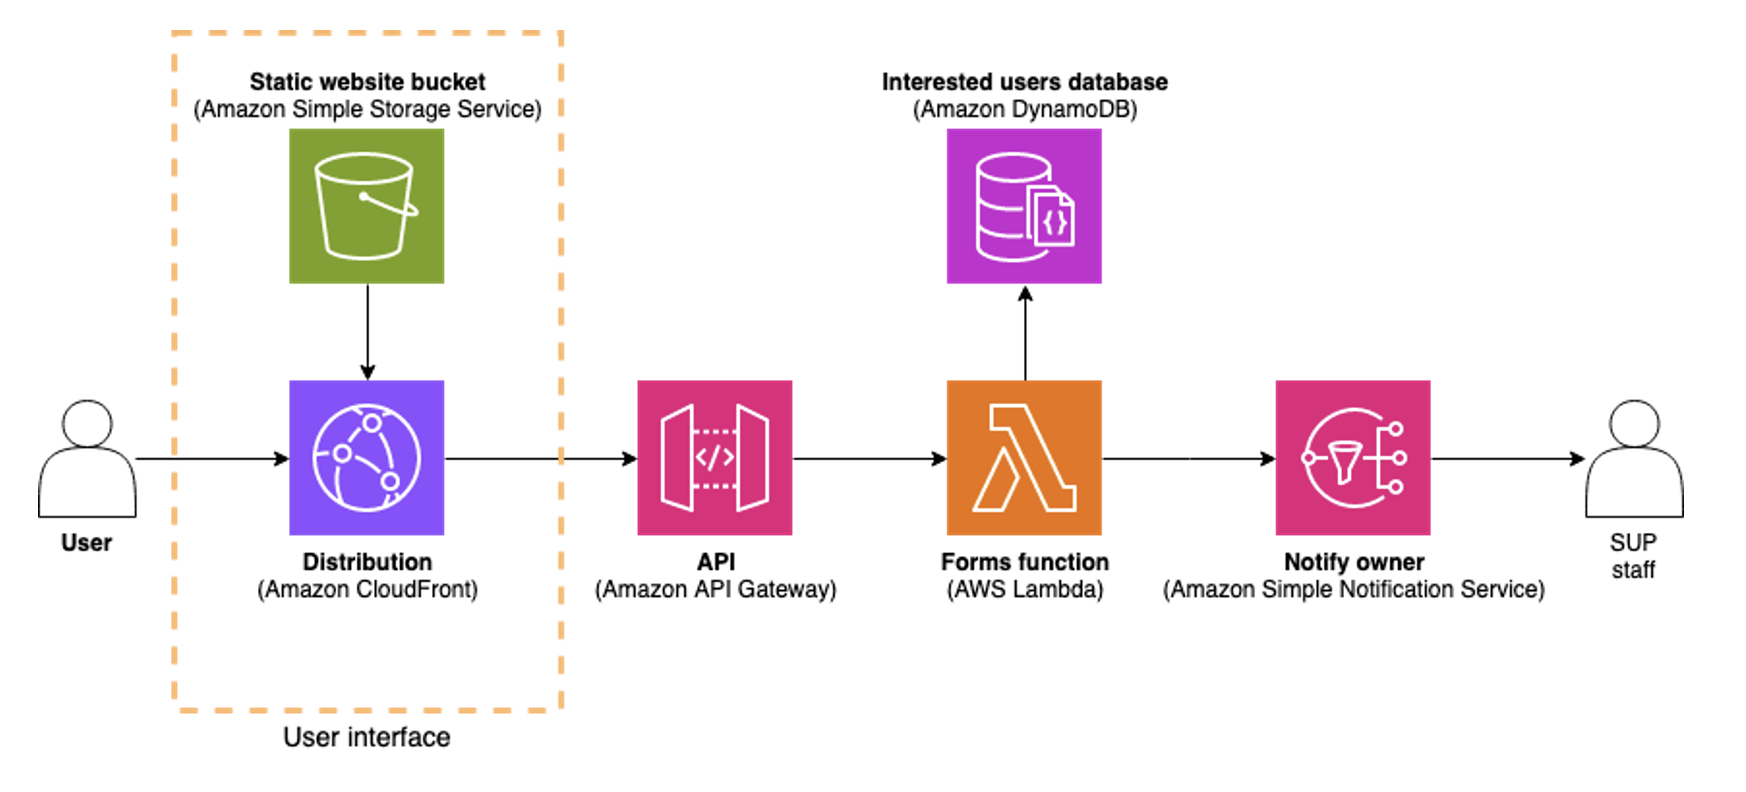 Static website bucket
(Amazon Simple Storage Service)
Interested users database
(Amazon DynamoDB)
</>
{}
User
Distribution
(Amazon CloudFront)
API
(Amazon API Gateway)
Forms function
(AWS Lambda)
Notify owner
(Amazon Simple Notification Service)
SUP
staff
User interface